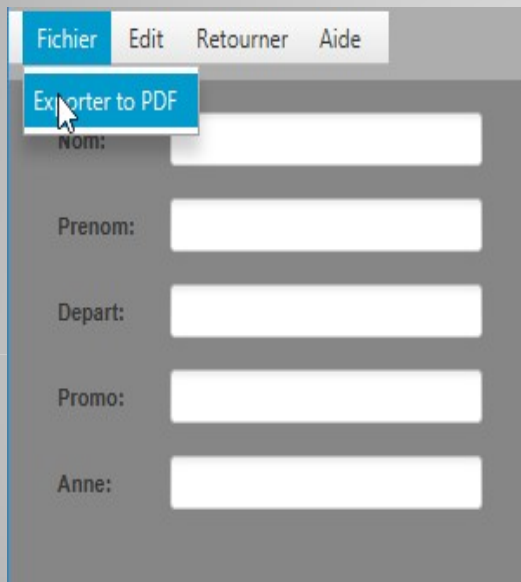 Fichier Edit Retourner Aide
Exporter to PDF
Nom:
Prenom:
Depart:
Promo:
Anne: